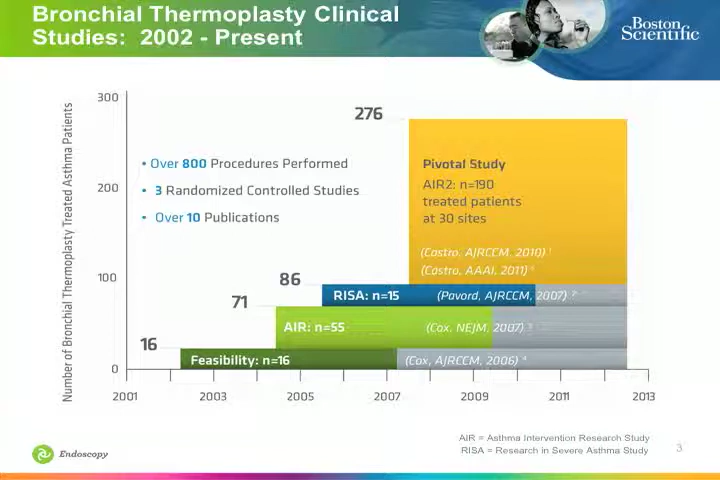 Bronchial Thermoplasty Clinical
Studies: 2002 - Present
Boston
Scientific
Number of Bronchial Thermoplasty Treated Asthma Patients
300
200
100
0
276
86
71
16
• Over 800 Procedures Performed
• 3 Randomized Controlled Studies
• Over 10 Publications
Pivotal Study
AIR2: n=190
treated patients
at 30 sites
(Castro, AJRCCM, 2010)
(Castro, AAAI, 2011)
RISA: n=15 (Pavord, AJRCCM, 2007)
AIR: n=55 (Cox, NEJM, 2007)
Feasibility: n=16 (Cox, AJRCCM, 2006) 4
2001 2003 2005 2007 2009 2011 2013
AIR = Asthma Intervention Research Study
RISA = Research in Severe Asthma Study
3
Endoscopy